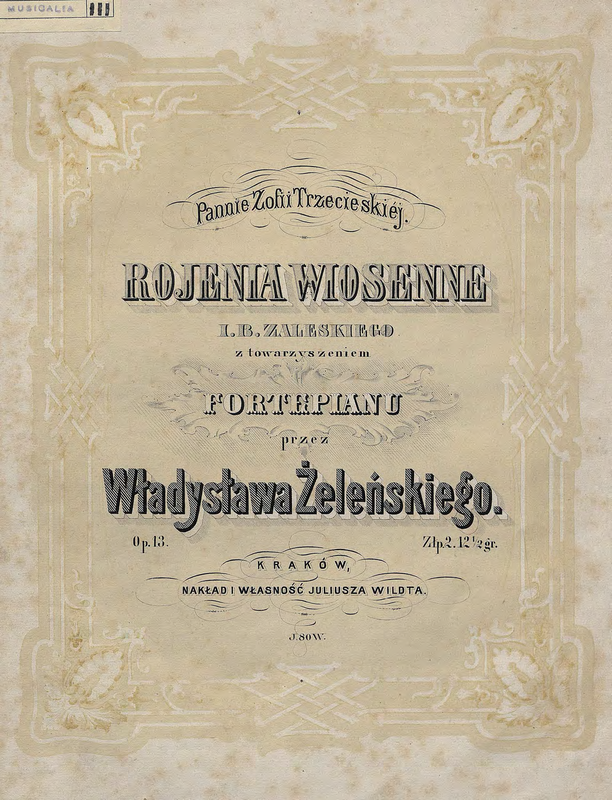 MUSICALIA
III
Pannie Zofii Trzecieskiéj.
ROJENIA WIOSENNE
I. B. ZALESKIEGO
z towarzyszeniem
FORTEPIANU
przez
Władysława Żeleńskiego.
Op. 13. Złp. 2. 12 1/2 gr.
KRAKÓW,
NAKŁAD I WŁASNOŚĆ JULIUSZA WILDTA.
J. 80 W.